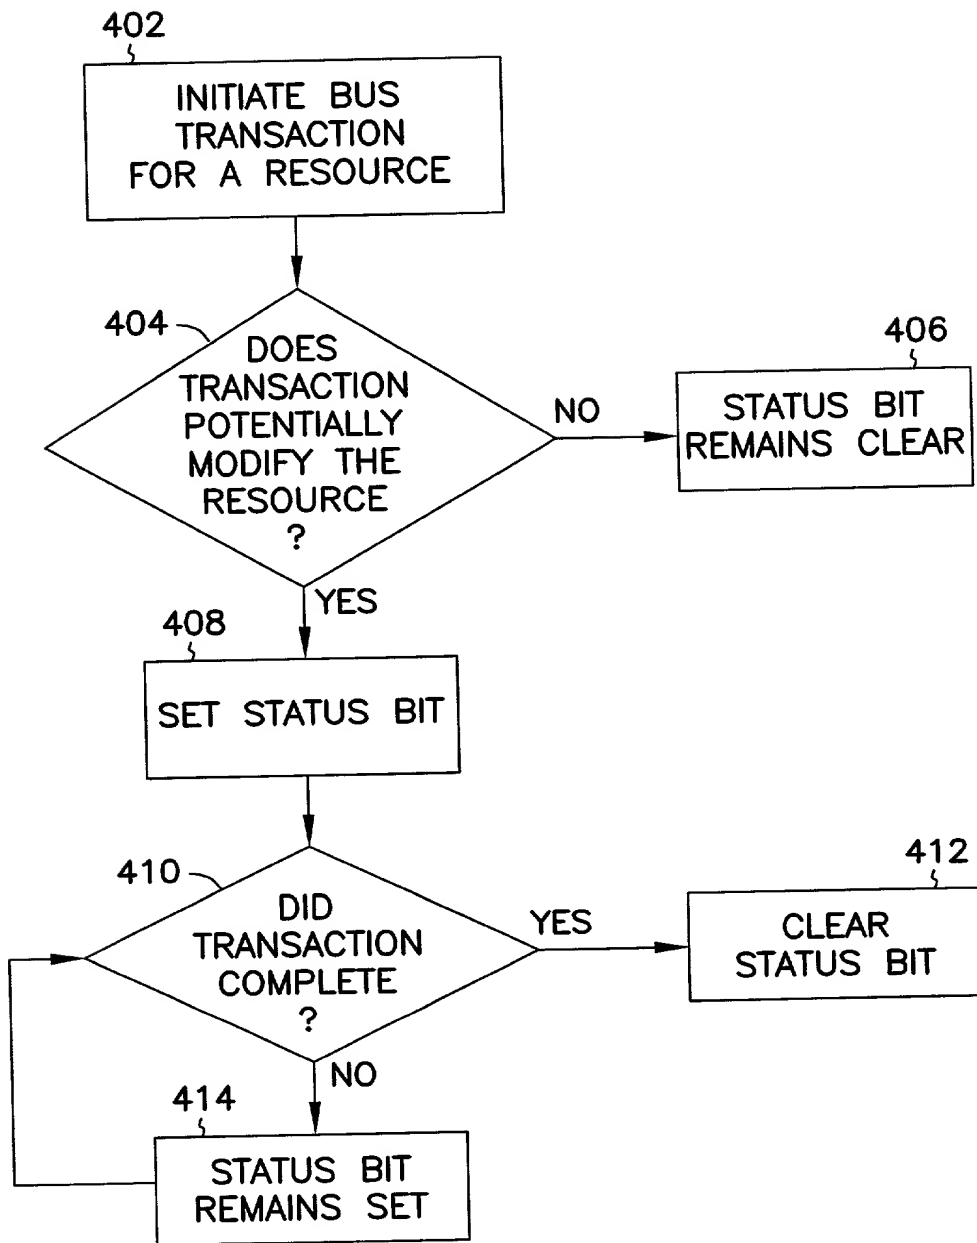 402
INITIATE BUS
TRANSACTION
FOR A RESOURCE
404
DOES
TRANSACTION
POTENTIALLY
MODIFY THE
RESOURCE
?
NO
406
STATUS BIT
REMAINS CLEAR
YES
408
SET STATUS BIT
410
DID
TRANSACTION
COMPLETE
?
YES
412
CLEAR
STATUS BIT
NO
414
STATUS BIT
REMAINS SET